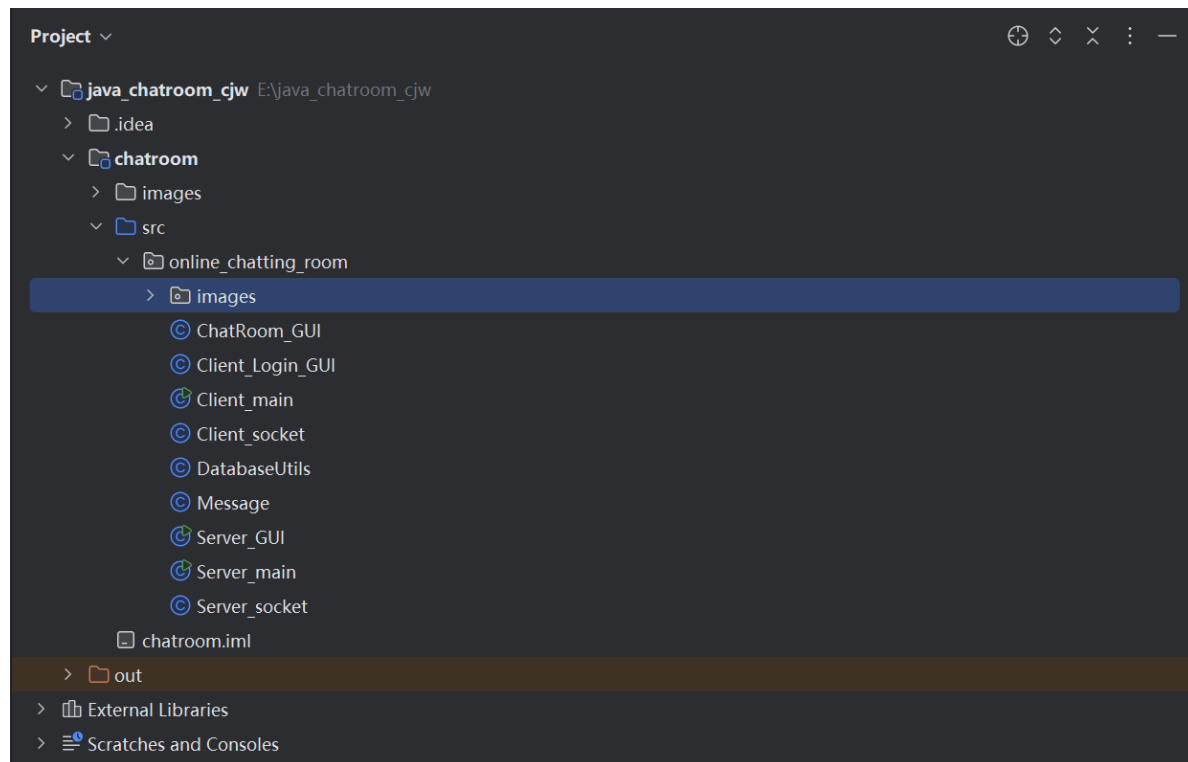 Project
java_chatroom_cjw E:\java_chatroom_cjw
.idea
chatroom
images
src
online_chatting_room
images
ChatRoom_GUI
Client_Login_GUI
Client_main
Client_socket
DatabaseUtils
Message
Server_GUI
Server_main
Server_socket
chatroom.iml
out
External Libraries
Scratches and Consoles